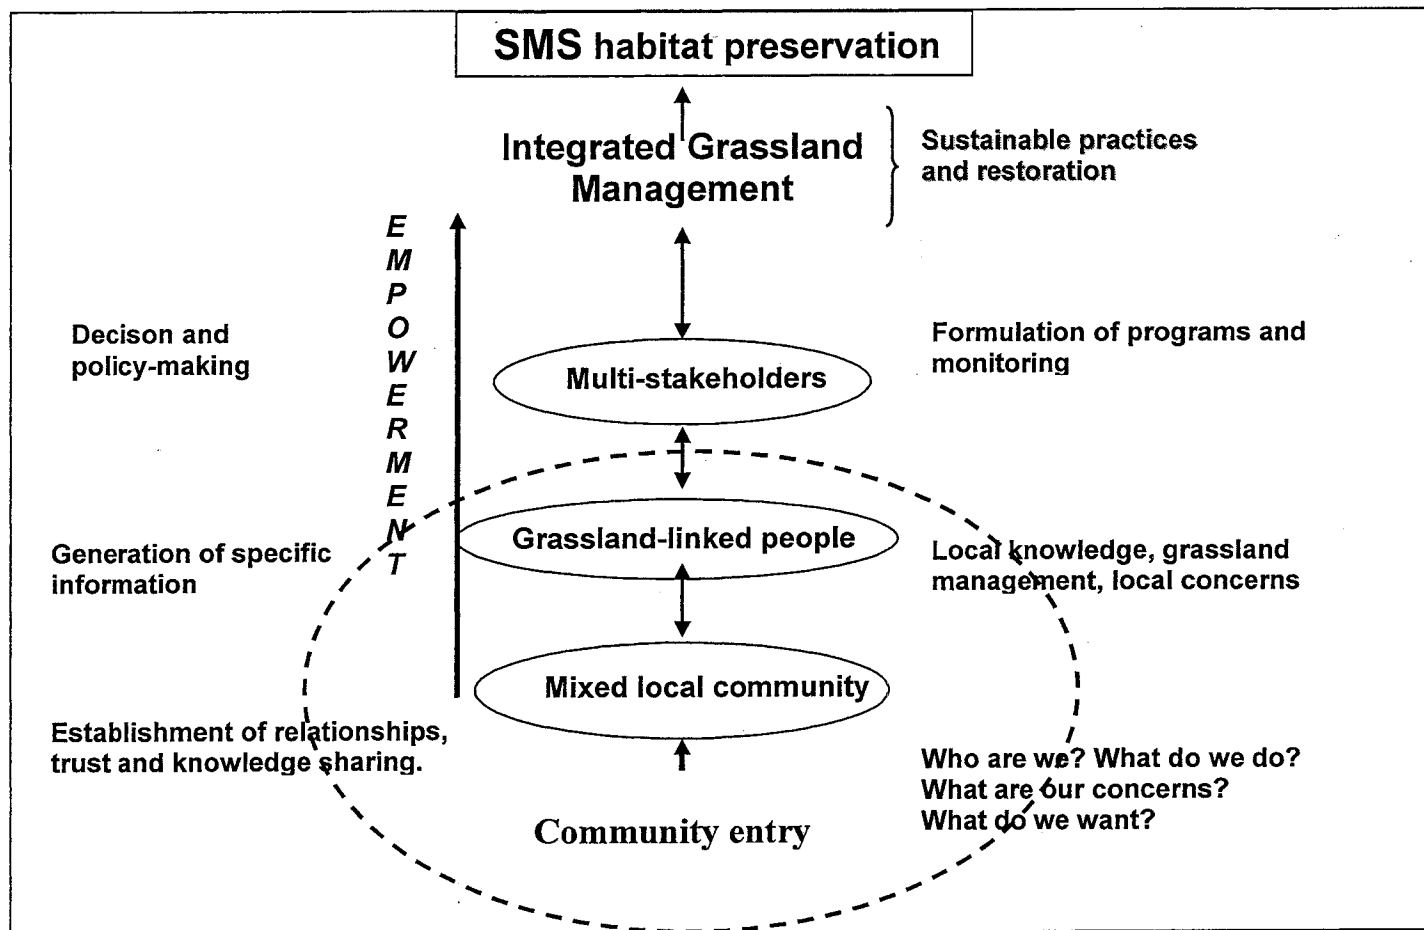 SMS habitat preservation
Integrated Grassland
Management
Sustainable practices
and restoration
E
M
P
O
W
E
R
M
E
N
T
Decison and
policy-making
Multi-stakeholders
Formulation of programs and
monitoring
Generation of specific
information
Grassland-linked people
Local knowledge, grassland
management, local concerns
Mixed local community
Establishment of relationships,
trust and knowledge sharing.
Who are we? What do we do?
What are our concerns?
What do we want?
Community entry